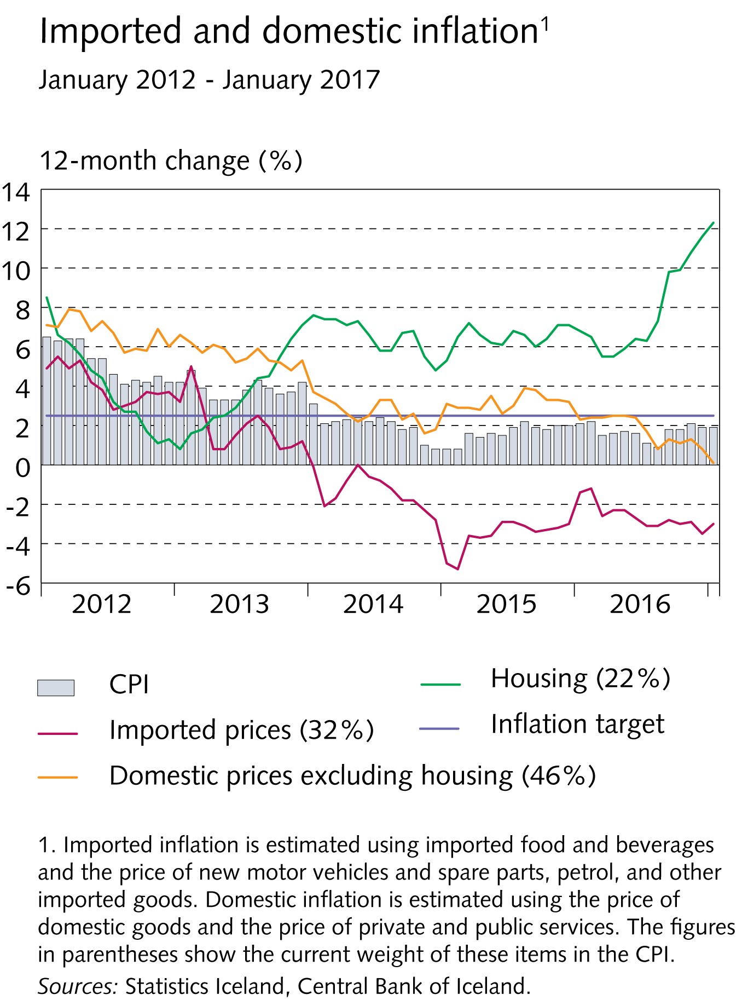 Imported and domestic inflation¹
January 2012 - January 2017
12-month change (%)
14
12
10
8
6
4
2
0
-2
-4
-6
2012 2013 2014 2015 2016
CPI
Housing (22%)
Imported prices (32%)
Inflation target
Domestic prices excluding housing (46%)
1. Imported inflation is estimated using imported food and beverages
and the price of new motor vehicles and spare parts, petrol, and other
imported goods. Domestic inflation is estimated using the price of
domestic goods and the price of private and public services. The figures
in parentheses show the current weight of these items in the CPI.
Sources: Statistics Iceland, Central Bank of Iceland.